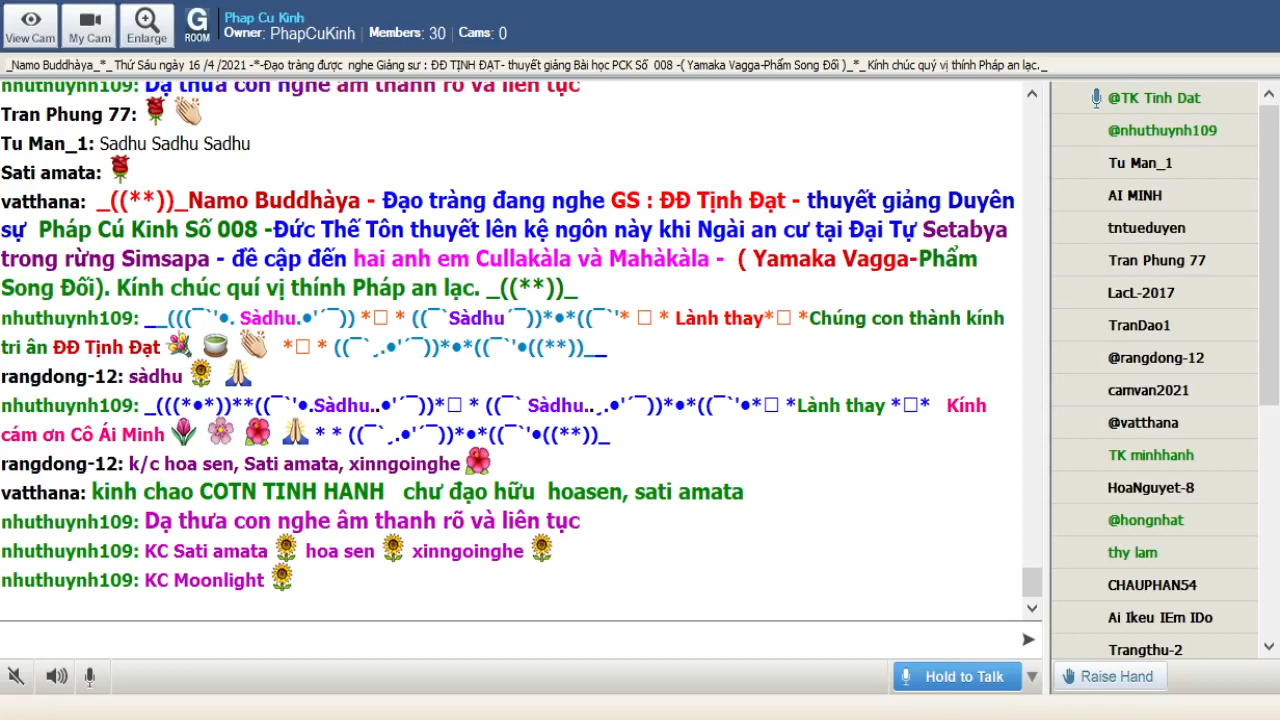 View Cam
My Cam
Enlarge
G ROOM
Phap Cu Kinh
Owner: PhapCuKinh | Members: 30 | Cams: 0
_Namo Buddhàya_*_ Thứ Sáu ngày 16 /4 /2021 -*-Đạo tràng được nghe Giảng sư : ĐĐ TỊNH ĐẠT- thuyết giảng Bài học PCK Số 008 -( Yamaka Vagga-Phẩm Song Đối )_*_ Kính chúc quý vị thính Pháp an lạc._
nhuthuynh109: Dạ thưa con nghe âm thanh rõ và liên tục
Tran Phung 77:
Tu Man_1: Sadhu Sadhu Sadhu
Sati amata:
vatthana: _((**))_Namo Buddhàya - Đạo tràng đang nghe GS : ĐĐ Tịnh Đạt - thuyết giảng Duyên
sự Pháp Cú Kinh Số 008 -Đức Thế Tôn thuyết lên kệ ngôn này khi Ngài an cư tại Đại Tự Setabya
trong rừng Simsapa - đề cập đến hai anh em Cullakàla và Mahàkàla - ( Yamaka Vagga-Phẩm
Song Đối). Kính chúc quí vị thính Pháp an lạc. _((**))_
nhuthuynh109: __(((¯`'•. Sàdhu.•'´¯)) *□ * ((¯`Sàdhu´¯))*•*((¯`'* □ * Lành thay*□ *Chúng con thành kính
tri ân ĐĐ Tịnh Đạt *□ * ((¯`¸.•'´¯))*•*((¯`'•((**))__
rangdong-12: sàdhu
nhuthuynh109: _(((*•*))**((¯`'•.Sàdhu..•'´¯))*□ * ((¯` Sàdhu..¸.•'´¯))*•*((¯`'•*□ *Lành thay *□* Kính
cám ơn Cô Ái Minh * * ((¯`¸.•'´¯))*•*((¯`'•((**))_
rangdong-12: k/c hoa sen, Sati amata, xinngoinghe
vatthana: kinh chao COTN TINH HANH chư đạo hữu hoasen, sati amata
nhuthuynh109: Dạ thưa con nghe âm thanh rõ và liên tục
nhuthuynh109: KC Sati amata hoa sen xinngoinghe
nhuthuynh109: KC Moonlight
Hold to Talk
@TK Tinh Dat
@nhuthuynh109
Tu Man_1
AI MINH
tntueduyen
Tran Phung 77
LacL-2017
TranDao1
@rangdong-12
camvan2021
@vatthana
TK minhhanh
HoaNguyet-8
@hongnhat
thy lam
CHAUPHAN54
Ai Ikeu IEm IDo
Trangthu-2
Raise Hand